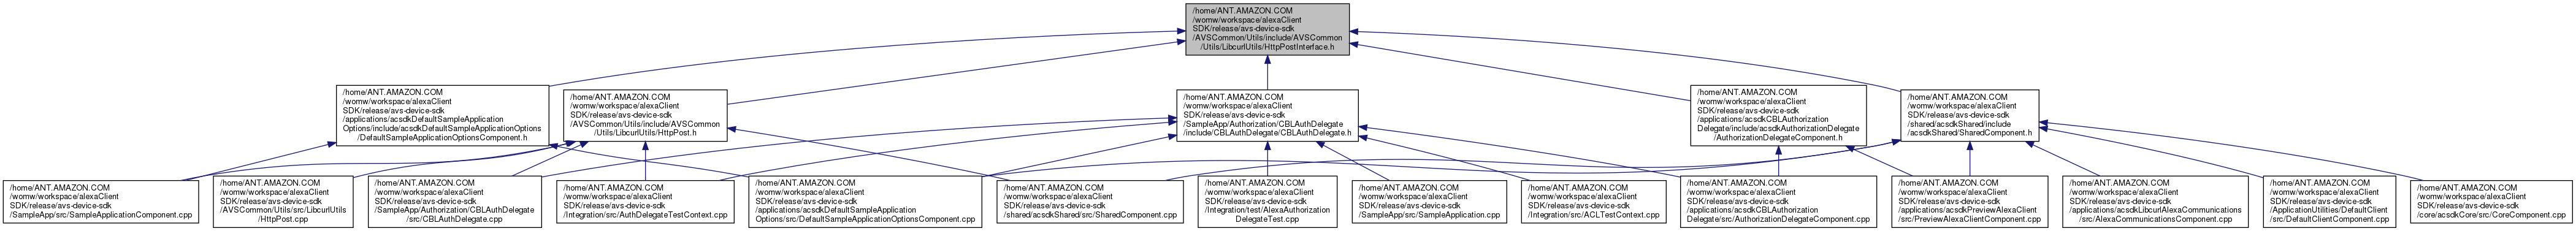 /home/ANT.AMAZON.COM
/womw/workspace/alexaClient
SDK/release/avs-device-sdk
/AVSCommon/Utils/include/AVSCommon
/Utils/LibcurlUtils/HttpPostInterface.h
/home/ANT.AMAZON.COM
/womw/workspace/alexaClient
SDK/release/avs-device-sdk
/applications/acsdkDefaultSampleApplication
Options/include/acsdkDefaultSampleApplicationOptions
/DefaultSampleApplicationOptionsComponent.h
/home/ANT.AMAZON.COM
/womw/workspace/alexaClient
SDK/release/avs-device-sdk
/AVSCommon/Utils/include/AVSCommon
/Utils/LibcurlUtils/HttpPost.h
/home/ANT.AMAZON.COM
/womw/workspace/alexaClient
SDK/release/avs-device-sdk
/SampleApp/Authorization/CBLAuthDelegate
/include/CBLAuthDelegate/CBLAuthDelegate.h
/home/ANT.AMAZON.COM
/womw/workspace/alexaClient
SDK/release/avs-device-sdk
/applications/acsdkCBLAuthorization
Delegate/include/acsdkAuthorizationDelegate
/AuthorizationDelegateComponent.h
/home/ANT.AMAZON.COM
/womw/workspace/alexaClient
SDK/release/avs-device-sdk
/shared/acsdkShared/include
/acsdkShared/SharedComponent.h
/home/ANT.AMAZON.COM
/womw/workspace/alexaClient
SDK/release/avs-device-sdk
/SampleApp/src/SampleApplicationComponent.cpp
/home/ANT.AMAZON.COM
/womw/workspace/alexaClient
SDK/release/avs-device-sdk
/AVSCommon/Utils/src/LibcurlUtils
/HttpPost.cpp
/home/ANT.AMAZON.COM
/womw/workspace/alexaClient
SDK/release/avs-device-sdk
/SampleApp/Authorization/CBLAuthDelegate
/src/CBLAuthDelegate.cpp
/home/ANT.AMAZON.COM
/womw/workspace/alexaClient
SDK/release/avs-device-sdk
/Integration/src/AuthDelegateTestContext.cpp
/home/ANT.AMAZON.COM
/womw/workspace/alexaClient
SDK/release/avs-device-sdk
/applications/acsdkDefaultSampleApplication
Options/src/DefaultSampleApplicationOptionsComponent.cpp
/home/ANT.AMAZON.COM
/womw/workspace/alexaClient
SDK/release/avs-device-sdk
/shared/acsdkShared/src/SharedComponent.cpp
/home/ANT.AMAZON.COM
/womw/workspace/alexaClient
SDK/release/avs-device-sdk
/Integration/test/AlexaAuthorization
DelegateTest.cpp
/home/ANT.AMAZON.COM
/womw/workspace/alexaClient
SDK/release/avs-device-sdk
/SampleApp/src/SampleApplication.cpp
/home/ANT.AMAZON.COM
/womw/workspace/alexaClient
SDK/release/avs-device-sdk
/Integration/src/ACLTestContext.cpp
/home/ANT.AMAZON.COM
/womw/workspace/alexaClient
SDK/release/avs-device-sdk
/applications/acsdkCBLAuthorization
Delegate/src/AuthorizationDelegateComponent.cpp
/home/ANT.AMAZON.COM
/womw/workspace/alexaClient
SDK/release/avs-device-sdk
/applications/acsdkPreviewAlexaClient
/src/PreviewAlexaClientComponent.cpp
/home/ANT.AMAZON.COM
/womw/workspace/alexaClient
SDK/release/avs-device-sdk
/applications/acsdkLibcurlAlexaCommunications
/src/AlexaCommunicationsComponent.cpp
/home/ANT.AMAZON.COM
/womw/workspace/alexaClient
SDK/release/avs-device-sdk
/ApplicationUtilities/DefaultClient
/src/DefaultClientComponent.cpp
/home/ANT.AMAZON.COM
/womw/workspace/alexaClient
SDK/release/avs-device-sdk
/core/acsdkCore/src/CoreComponent.cpp